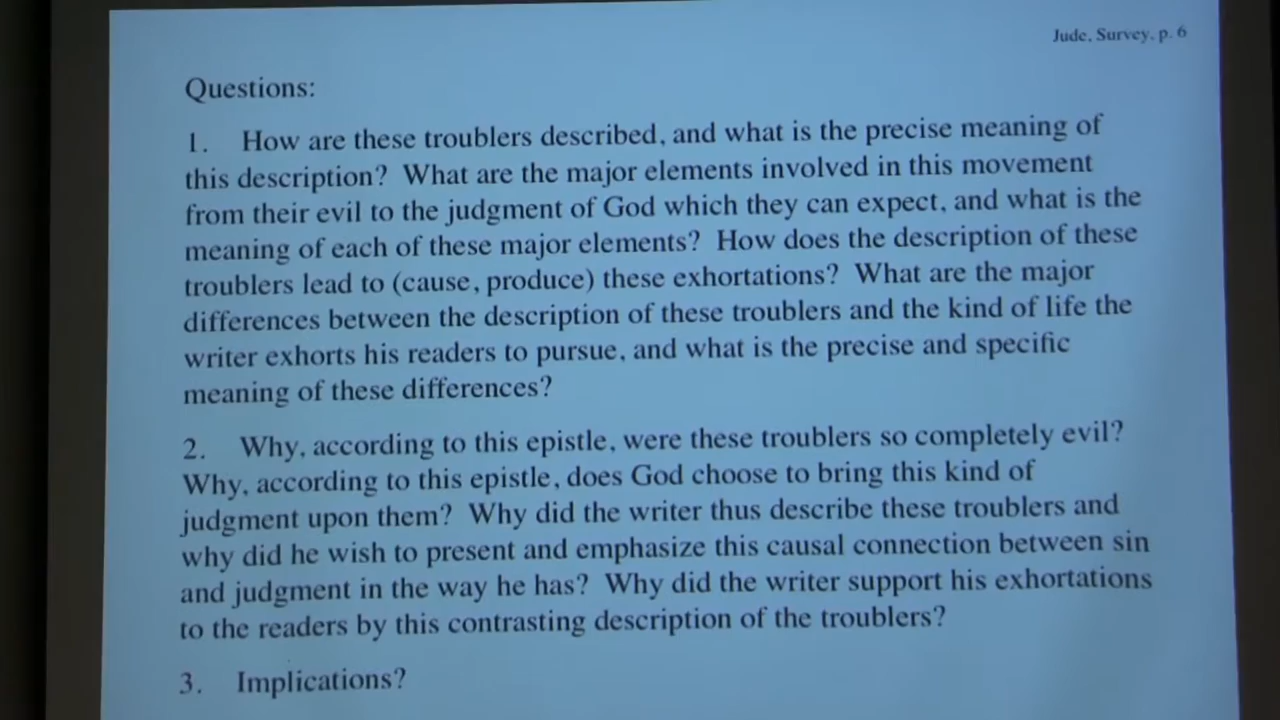 Jude, Survey, p. 6
Questions:
1. How are these troublers described, and what is the precise meaning of
this description? What are the major elements involved in this movement
from their evil to the judgment of God which they can expect, and what is the
meaning of each of these major elements? How does the description of these
troublers lead to (cause, produce) these exhortations? What are the major
differences between the description of these troublers and the kind of life the
writer exhorts his readers to pursue, and what is the precise and specific
meaning of these differences?
2. Why, according to this epistle, were these troublers so completely evil?
Why, according to this epistle, does God choose to bring this kind of
judgment upon them? Why did the writer thus describe these troublers and
why did he wish to present and emphasize this causal connection between sin
and judgment in the way he has? Why did the writer support his exhortations
to the readers by this contrasting description of the troublers?
3. Implications?